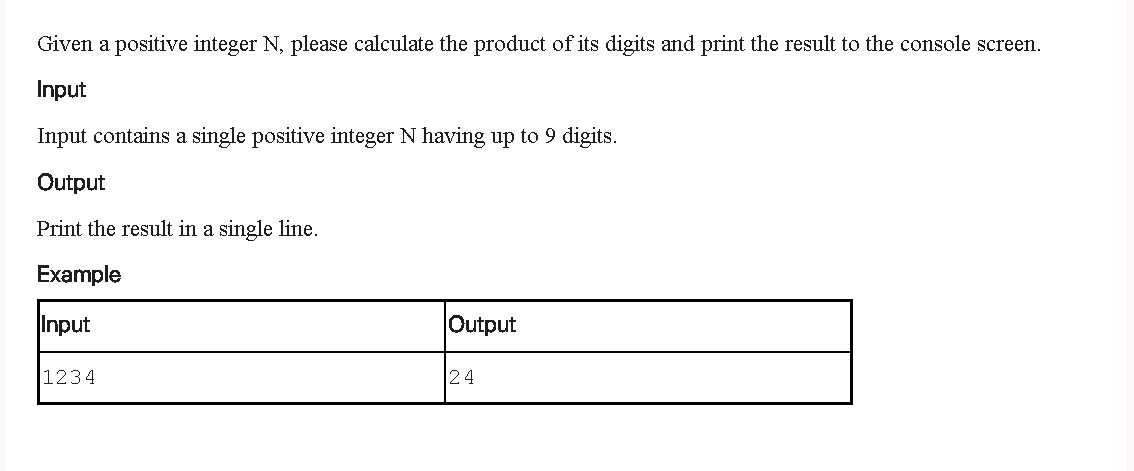 Given a positive integer N, please calculate the product of its digits and print the result to the console screen.
Input
Input contains a single positive integer N having up to 9 digits.
Output
Print the result in a single line.
Example
Input Output
1234 24